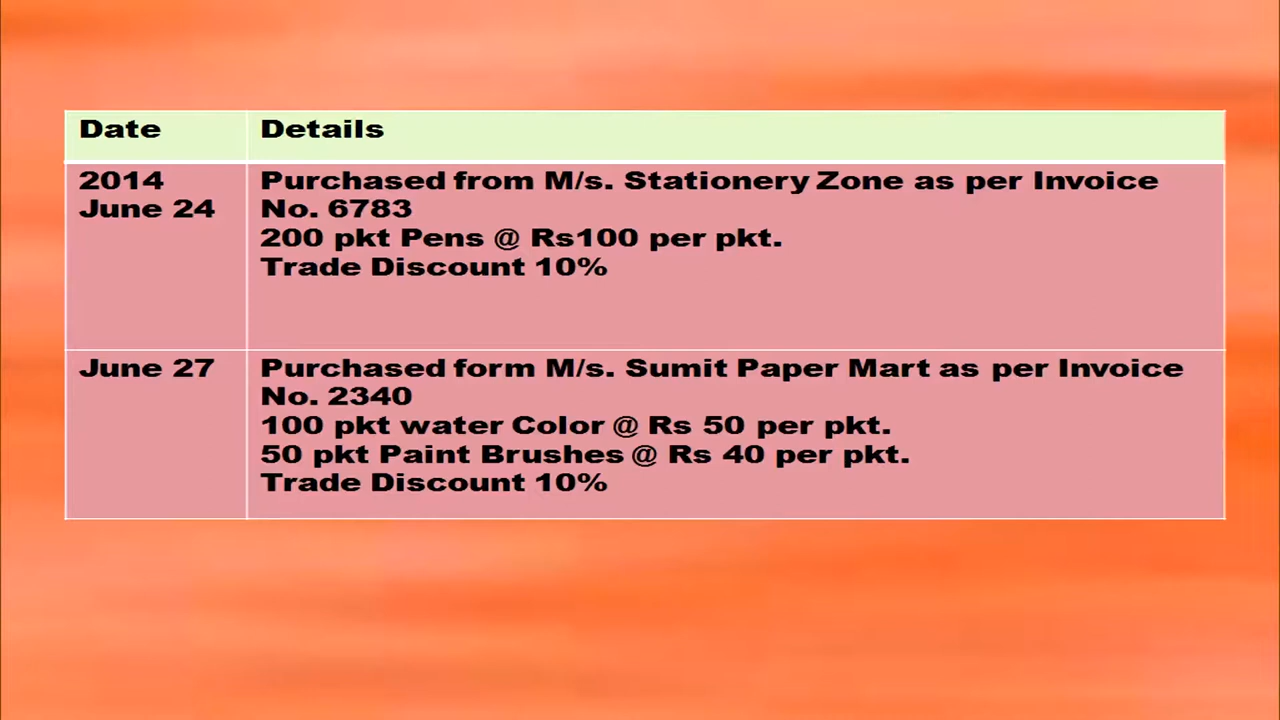 Date
Details
2014
June 24
Purchased from M/s. Stationery Zone as per Invoice
No. 6783
200 pkt Pens @ Rs100 per pkt.
Trade Discount 10%
June 27
Purchased form M/s. Sumit Paper Mart as per Invoice
No. 2340
100 pkt water Color @ Rs 50 per pkt.
50 pkt Paint Brushes @ Rs 40 per pkt.
Trade Discount 10%